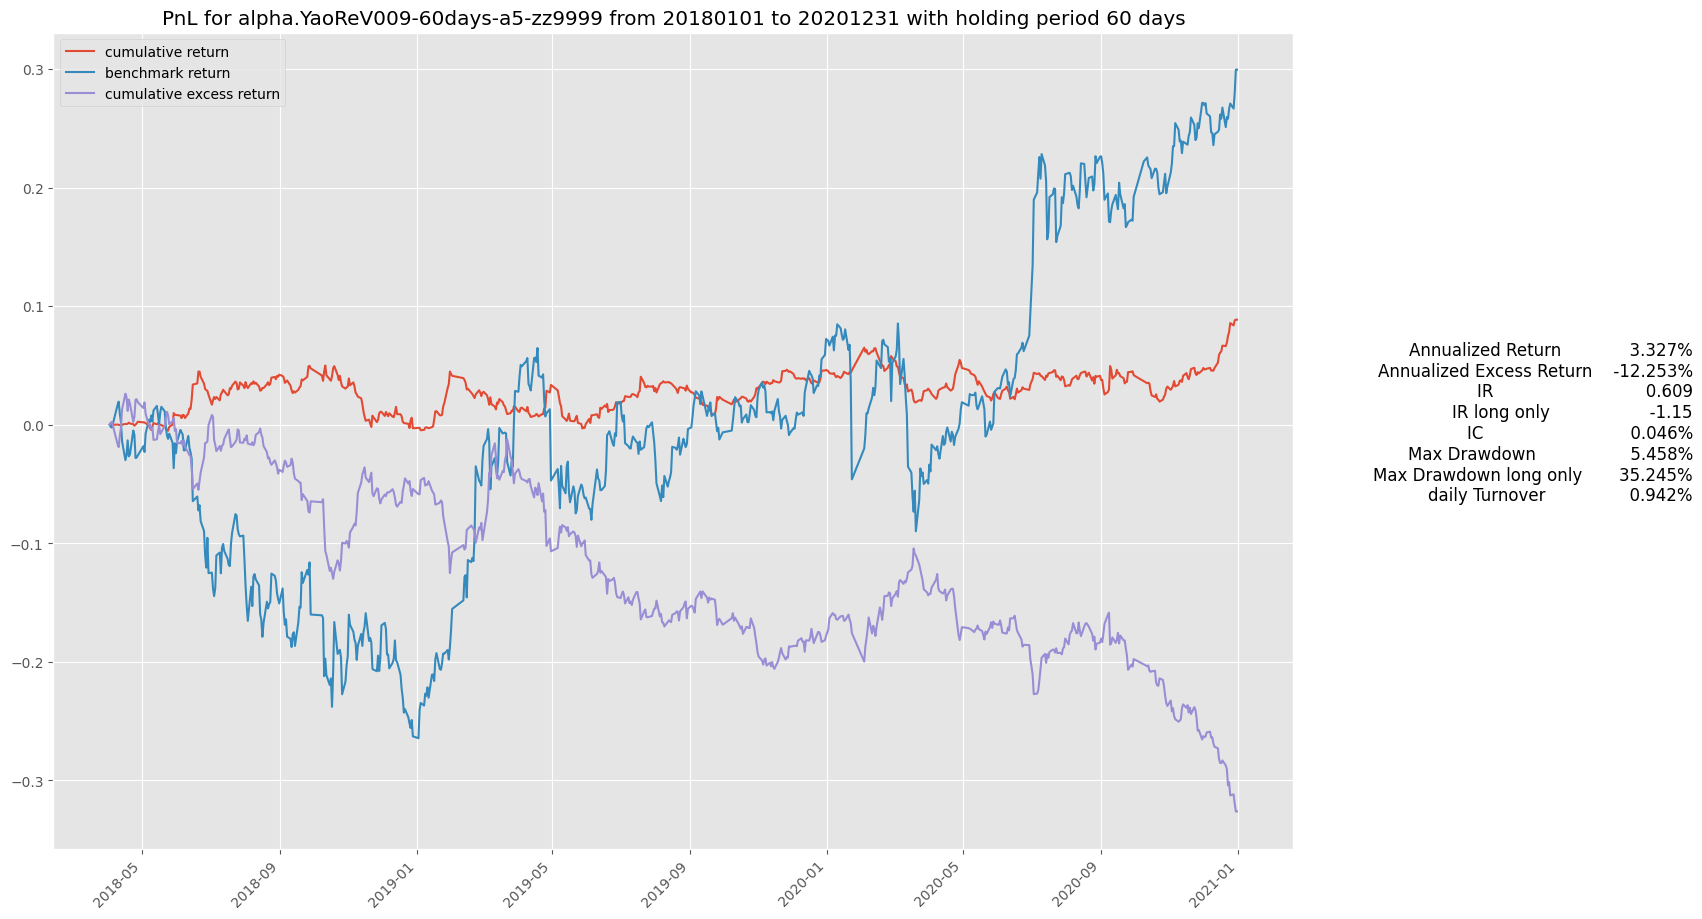 PnL for alpha.YaoReV009-60days-a5-zz9999 from 20180101 to 20201231 with holding period 60 days
cumulative return
benchmark return
cumulative excess return
0.3
0.2
0.1
0.0
−0.1
−0.2
−0.3
2018-05
2018-09
2019-01
2019-05
2019-09
2020-01
2020-05
2020-09
2021-01
Annualized Return 3.327%
Annualized Excess Return -12.253%
IR 0.609
IR long only -1.15
IC 0.046%
Max Drawdown 5.458%
Max Drawdown long only 35.245%
daily Turnover 0.942%